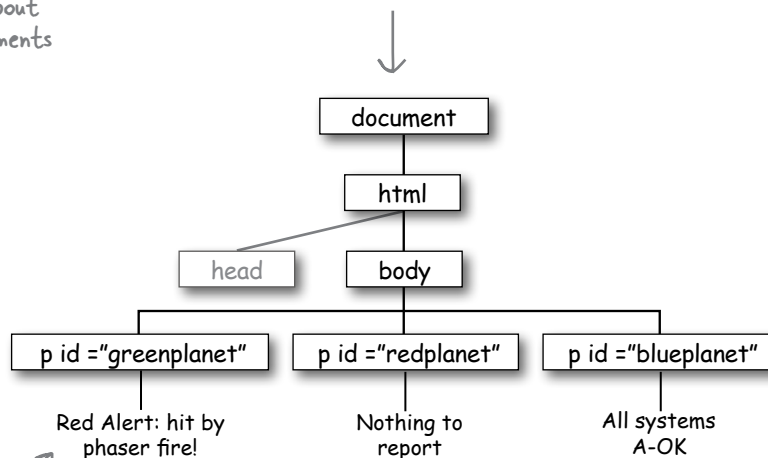 ments
document
html
head
body
p id ="greenplanet"
p id ="redplanet"
p id ="blueplanet"
Red Alert: hit by
phaser fire!
Nothing to
report
All systems
A-OK